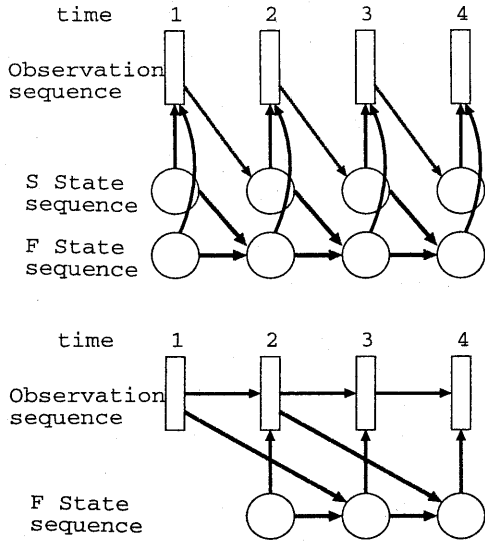 time 1 2 3 4
Observation
sequence
S State
sequence
F State
sequence
time 1 2 3 4
Observation
sequence
F State
sequence